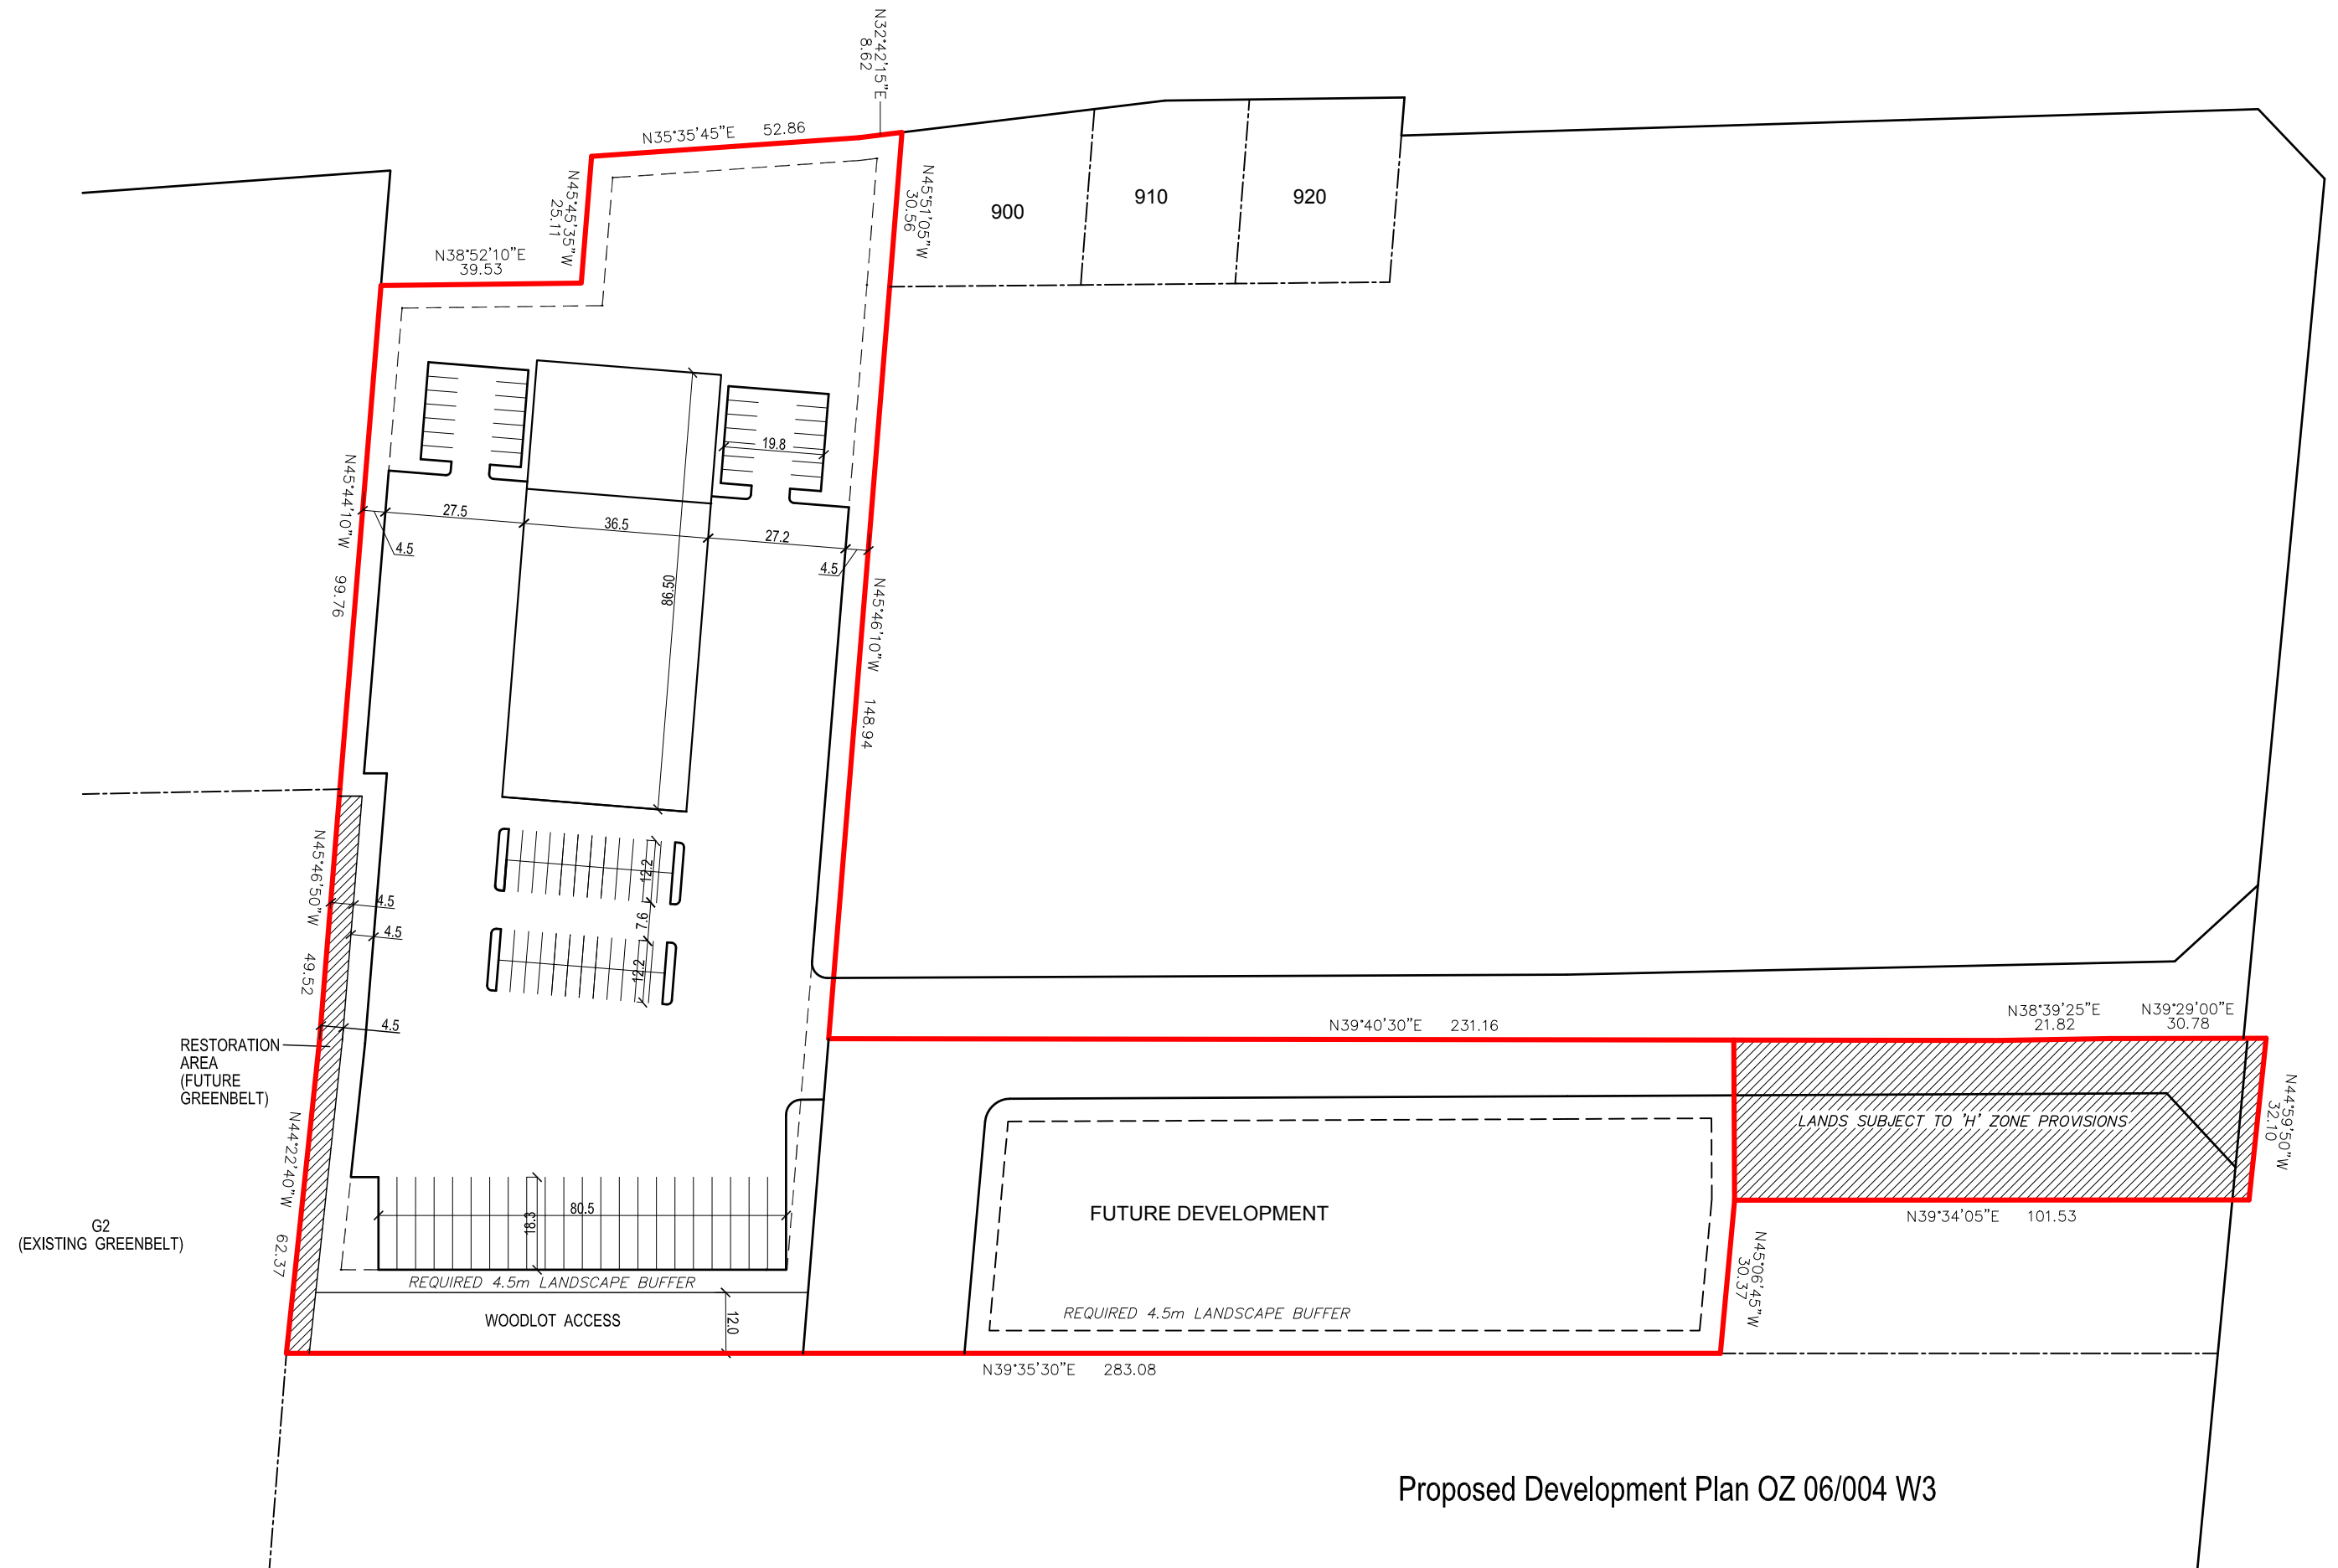 N32°42'15"E
8.62
N35°35'45"E 52.86
N45°45'35"W
25.11
N45°51'05"W
30.56
900
910
920
N38°52'10"E
39.53
19.8
N45°44'10"W 99.76
27.5
36.5
27.2
4.5
4.5
86.50
N45°46'10"W 148.94
N45°46'50"W 49.52
12.2
7.6
12.2
4.5
4.5
4.5
RESTORATION
AREA
(FUTURE
GREENBELT)
N39°40'30"E 231.16
N38°39'25"E
21.82
N39°29'00"E
30.78
N44°59'50"W
32.10
LANDS SUBJECT TO 'H' ZONE PROVISIONS
N44°22'40"W 62.37
G2
(EXISTING GREENBELT)
18.3
80.5
FUTURE DEVELOPMENT
N39°34'05"E 101.53
N45°06'45"W
30.37
REQUIRED 4.5m LANDSCAPE BUFFER
WOODLOT ACCESS
12.0
REQUIRED 4.5m LANDSCAPE BUFFER
N39°35'30"E 283.08
Proposed Development Plan OZ 06/004 W3